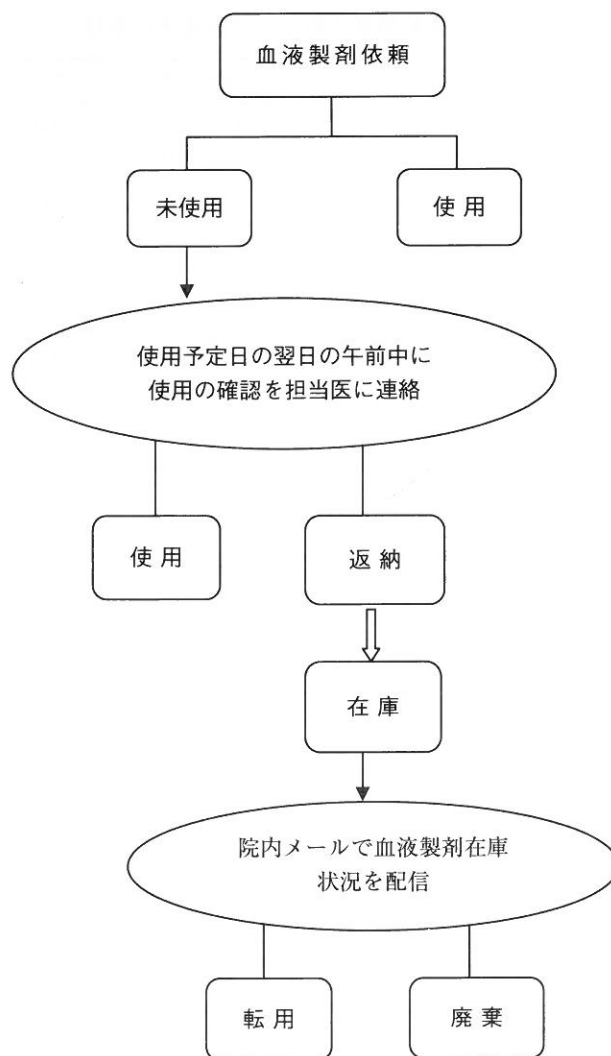 血液製剤依頼
未使用
使用
使用予定日の翌日の午前中に
使用の確認を担当医に連絡
使用
返納
在庫
院内メールで血液製剤在庫
状況を配信
転用
廃棄